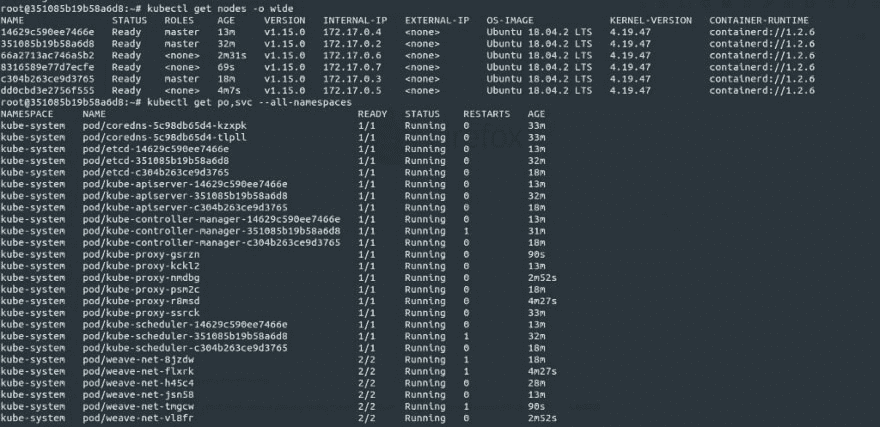 root@351085b19b58a6d8:~# kubectl get nodes -o wide
NAME STATUS ROLES AGE VERSION INTERNAL-IP EXTERNAL-IP OS-IMAGE KERNEL-VERSION CONTAINER-RUNTIME
14629c590ee7466e Ready master 13m v1.15.0 172.17.0.4 <none> Ubuntu 18.04.2 LTS 4.19.47 containerd://1.2.6
351085b19b58a6d8 Ready master 32m v1.15.0 172.17.0.2 <none> Ubuntu 18.04.2 LTS 4.19.47 containerd://1.2.6
66a2713ac746a5b2 Ready <none> 2m31s v1.15.0 172.17.0.6 <none> Ubuntu 18.04.2 LTS 4.19.47 containerd://1.2.6
8316589e77d7ecfe Ready <none> 69s v1.15.0 172.17.0.7 <none> Ubuntu 18.04.2 LTS 4.19.47 containerd://1.2.6
c304b263ce9d3765 Ready master 18m v1.15.0 172.17.0.3 <none> Ubuntu 18.04.2 LTS 4.19.47 containerd://1.2.6
dd0cbd3e2756f555 Ready <none> 4m7s v1.15.0 172.17.0.5 <none> Ubuntu 18.04.2 LTS 4.19.47 containerd://1.2.6
root@351085b19b58a6d8:~# kubectl get po,svc --all-namespaces
NAMESPACE NAME READY STATUS RESTARTS AGE
kube-system pod/coredns-5c98db65d4-kzxpk 1/1 Running 0 33m
kube-system pod/coredns-5c98db65d4-tlpll 1/1 Running 0 33m
kube-system pod/etcd-14629c590ee7466e 1/1 Running 0 13m
kube-system pod/etcd-351085b19b58a6d8 1/1 Running 0 32m
kube-system pod/etcd-c304b263ce9d3765 1/1 Running 0 18m
kube-system pod/kube-apiserver-14629c590ee7466e 1/1 Running 0 13m
kube-system pod/kube-apiserver-351085b19b58a6d8 1/1 Running 0 32m
kube-system pod/kube-apiserver-c304b263ce9d3765 1/1 Running 0 18m
kube-system pod/kube-controller-manager-14629c590ee7466e 1/1 Running 0 13m
kube-system pod/kube-controller-manager-351085b19b58a6d8 1/1 Running 1 31m
kube-system pod/kube-controller-manager-c304b263ce9d3765 1/1 Running 0 18m
kube-system pod/kube-proxy-gsrzn 1/1 Running 0 90s
kube-system pod/kube-proxy-kckl2 1/1 Running 0 13m
kube-system pod/kube-proxy-nmdbg 1/1 Running 0 2m52s
kube-system pod/kube-proxy-psm2c 1/1 Running 0 18m
kube-system pod/kube-proxy-r8msd 1/1 Running 0 4m27s
kube-system pod/kube-proxy-ssrck 1/1 Running 0 33m
kube-system pod/kube-scheduler-14629c590ee7466e 1/1 Running 0 13m
kube-system pod/kube-scheduler-351085b19b58a6d8 1/1 Running 1 32m
kube-system pod/kube-scheduler-c304b263ce9d3765 1/1 Running 0 18m
kube-system pod/weave-net-8jzdw 2/2 Running 1 18m
kube-system pod/weave-net-flxrk 2/2 Running 1 4m27s
kube-system pod/weave-net-h45c4 2/2 Running 0 28m
kube-system pod/weave-net-jsn58 2/2 Running 0 13m
kube-system pod/weave-net-tmgcw 2/2 Running 1 90s
kube-system pod/weave-net-vl8fr 2/2 Running 0 2m52s